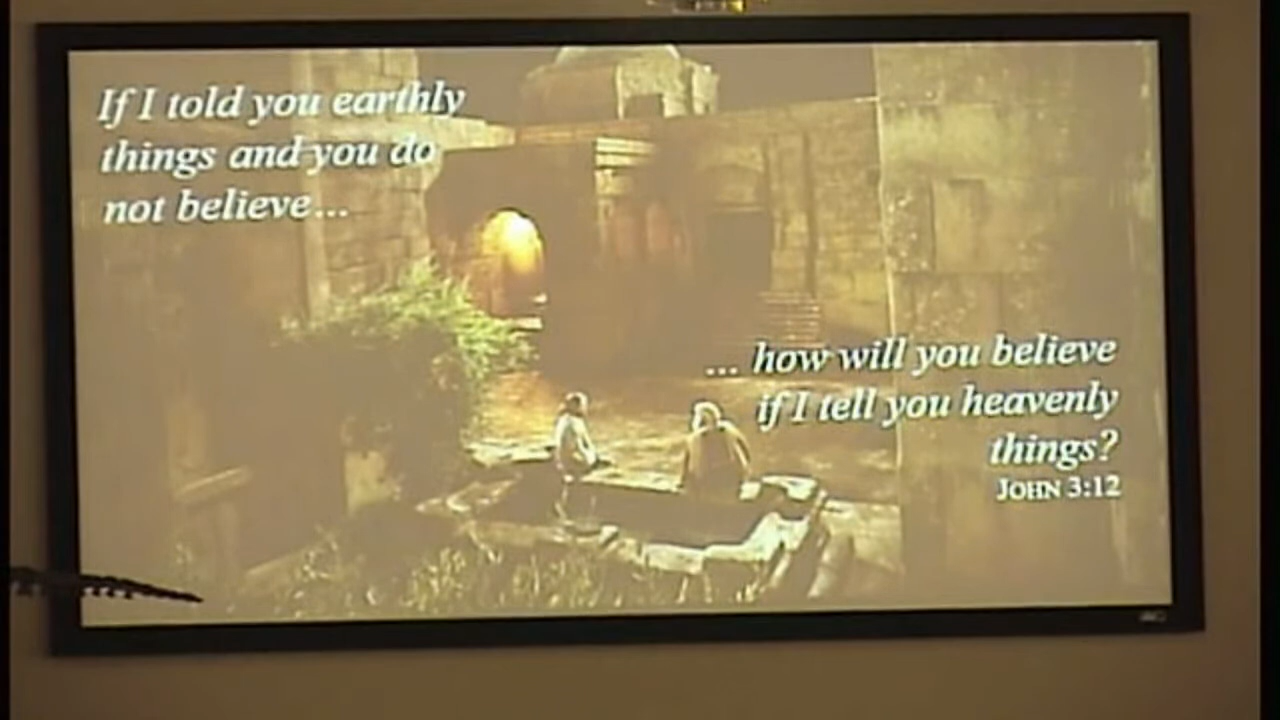 If I told you earthly
things and you do
not believe...
... how will you believe
if I tell you heavenly
things?
JOHN 3:12